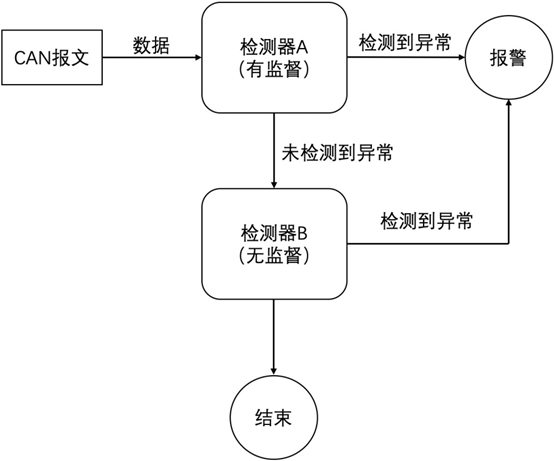 CAN报文
数据
检测器A
（有监督）
检测到异常
报警
未检测到异常
检测器B
（无监督）
检测到异常
结束